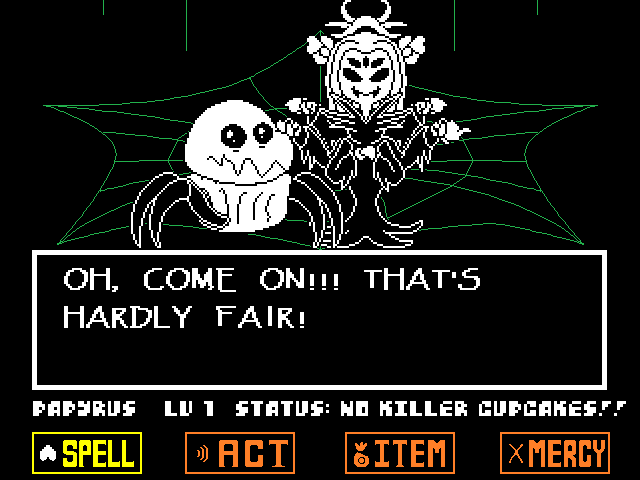 OH, COME ON!!! THAT'S
HARDLY FAIR!
PAPYRUS LV 1 STATUS: NO KILLER CUPCAKES!!
SPELL ACT ITEM MERCY